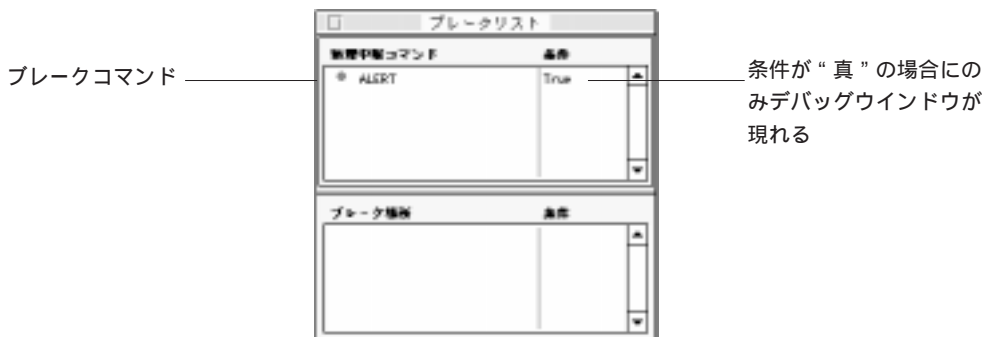 ブレークリスト
処理中断コマンド 条件
ブレークコマンド
ALERT True
条件が“真”の場合にの
みデバッグウインドウが
現れる
ブレーク場所 条件